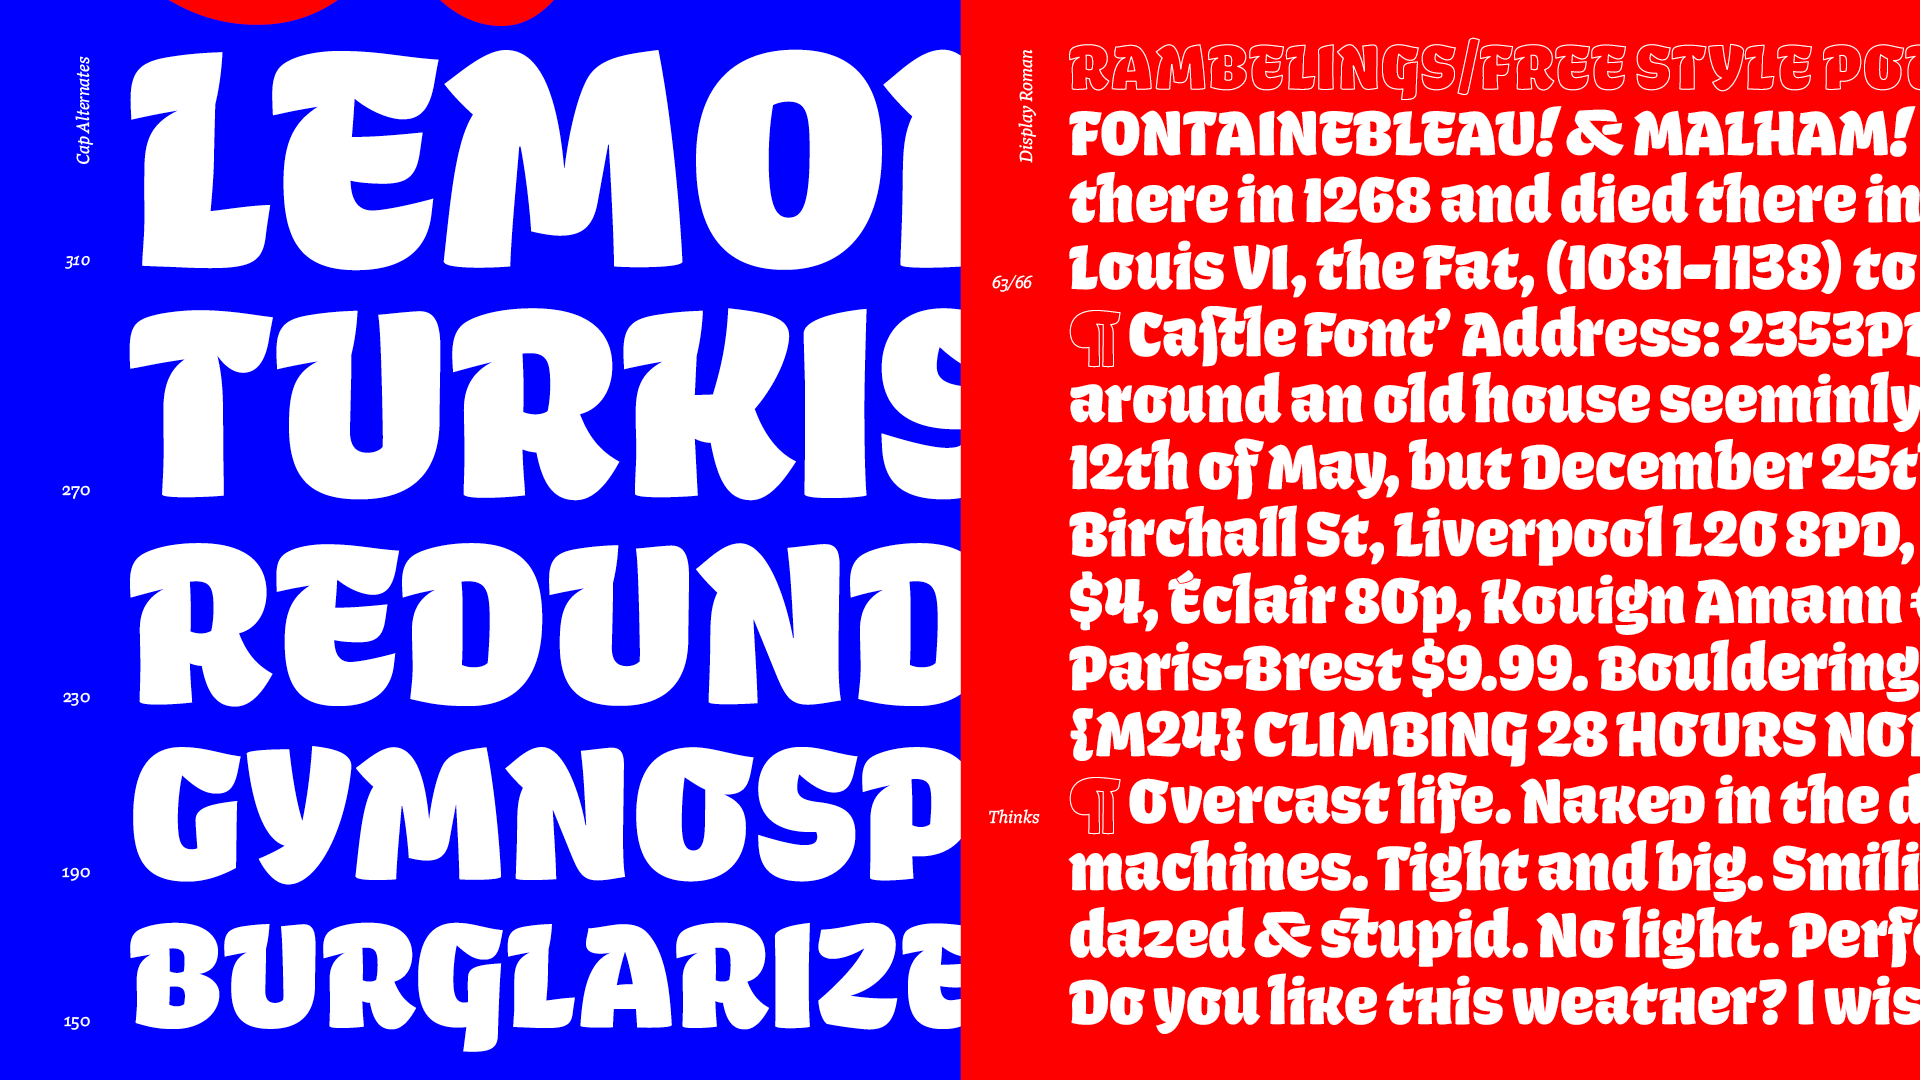 Cap Alternates
310
LEMO
270
TURKIS
230
REDUND
190
GYMNOSP
150
BURGLARIZE
Display Roman
RAMBELINGS/FREE STYLE PO
FONTAINEBLEAU! & MALHAM!
there in 1268 and died there in
63/66
Louis VI, the Fat, (1081–1138) to
¶ Caſtle Font’ Address: 2353P
around an old house seeminly
12th of May, but December 25t
Birchall St, Liverpool L20 8PD,
$4, Éclair 80p, Kouign Amann
Paris-Brest $9.99. Bouldering
{M24} CLIMBING 28 HOURS NO
Thinks
¶ Overcast life. Naked in the d
machines. Tight and big. Smili
dazed & stupid. No light. Perf
Do you like tHis weatHer? I wis